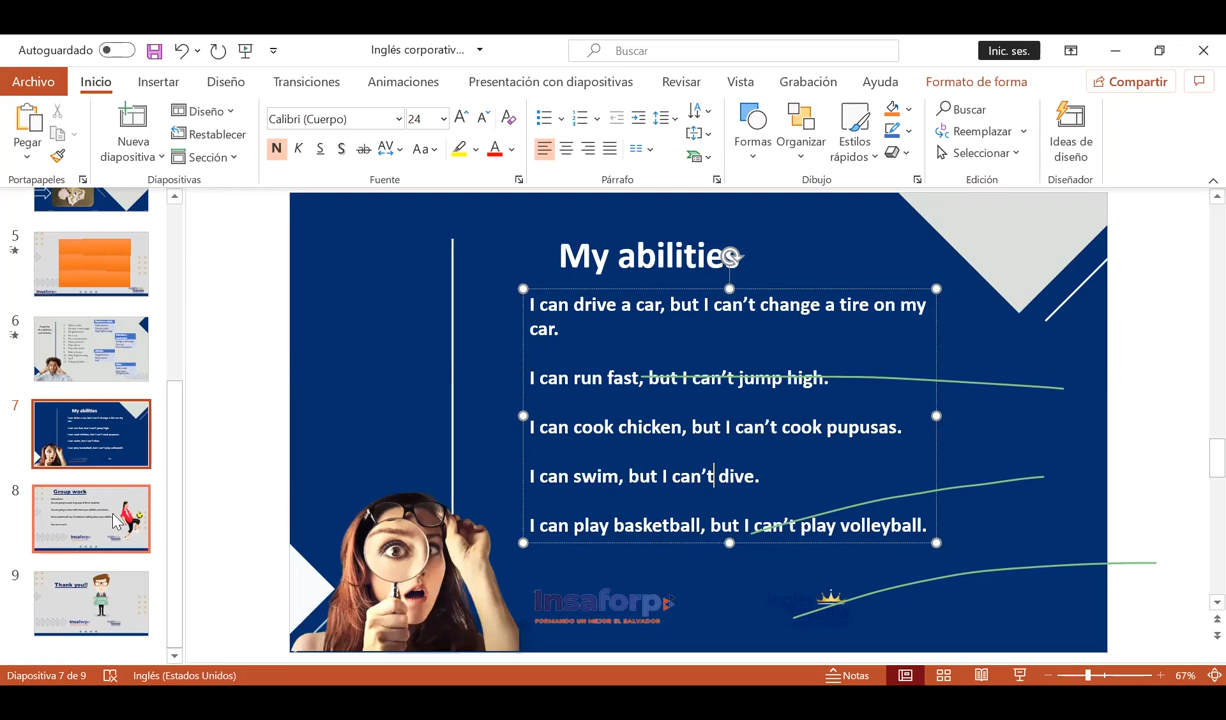 Autoguardado
Inglés corporativ...
Buscar
Inic. ses.
Archivo
Inicio
Insertar
Diseño
Transiciones
Animaciones
Presentación con diapositivas
Revisar
Vista
Grabación
Ayuda
Formato de forma
Compartir
Pegar
Nueva
diapositiva
Diseño
Restablecer
Sección
Calibri (Cuerpo)
24
N K S S ab AV Aa A
Formas
Organizar
Estilos
rápidos
Buscar
Reemplazar
Seleccionar
Ideas de
diseño
Portapapeles
Diapositivas
Fuente
Párrafo
Dibujo
Edición
Diseñador
5
6
7
My abilities
8
Group work
9
Thank you!!
My abilities
I can drive a car, but I can't change a tire on my
car.
I can run fast, but I can't jump high.
I can cook chicken, but I can't cook pupusas.
I can swim, but I can't dive.
I can play basketball, but I can't play volleyball.
Insaforp
FORMANDO UN MEJOR EL SALVADOR
Diapositiva 7 de 9
Inglés (Estados Unidos)
Notas
67%